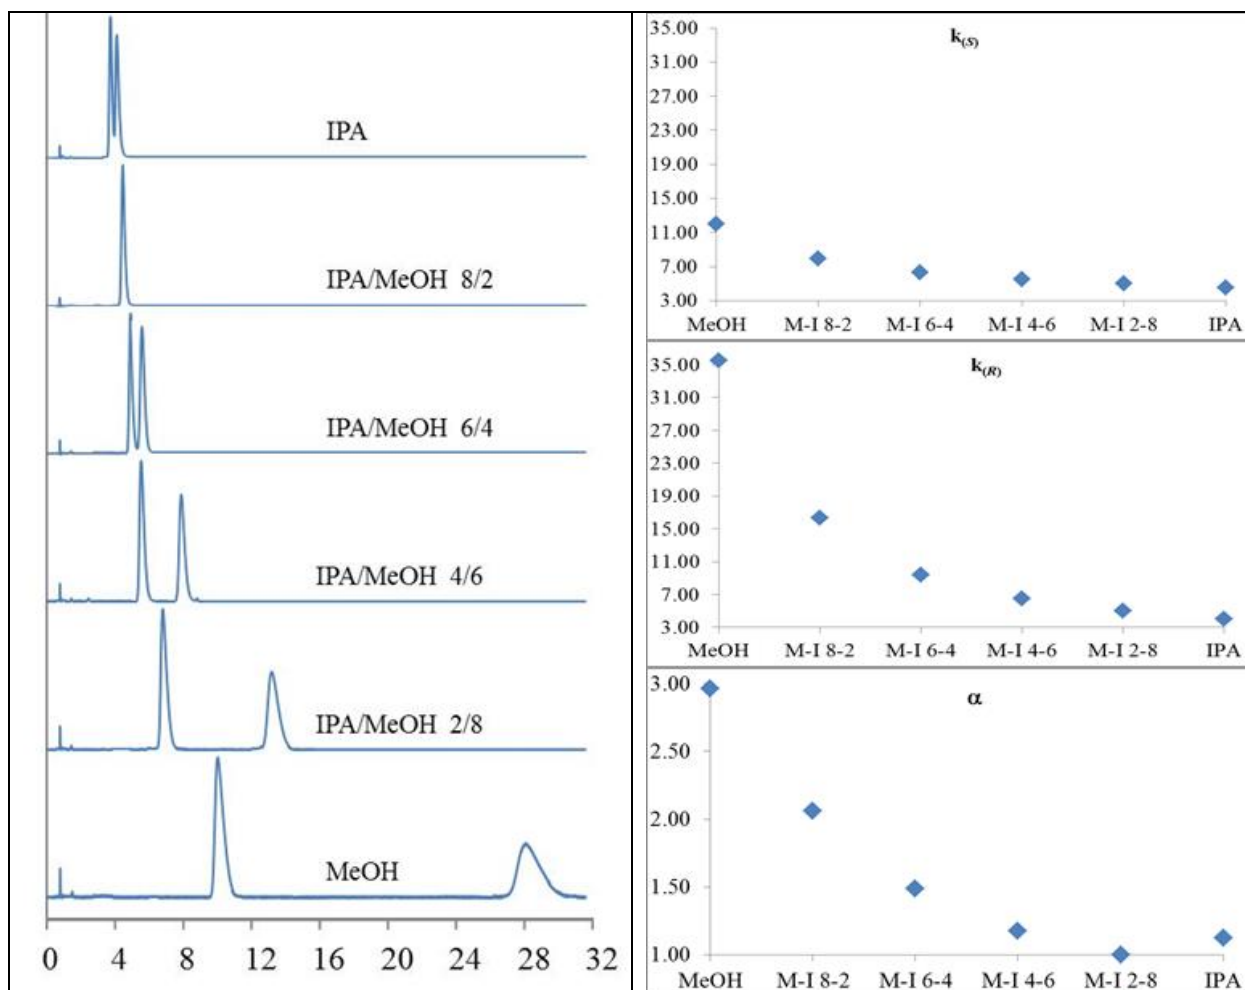 IPA
IPA/MeOH 8/2
IPA/MeOH 6/4
IPA/MeOH 4/6
IPA/MeOH 2/8
MeOH
0 4 8 12 16 20 24 28 32
k(S)
35.00
31.00
27.00
23.00
19.00
15.00
11.00
7.00
3.00
MeOH M-I 8-2 M-I 6-4 M-I 4-6 M-I 2-8 IPA
k(R)
35.00
31.00
27.00
23.00
19.00
15.00
11.00
7.00
3.00
MeOH M-I 8-2 M-I 6-4 M-I 4-6 M-I 2-8 IPA
α
3.00
2.50
2.00
1.50
1.00
MeOH M-I 8-2 M-I 6-4 M-I 4-6 M-I 2-8 IPA